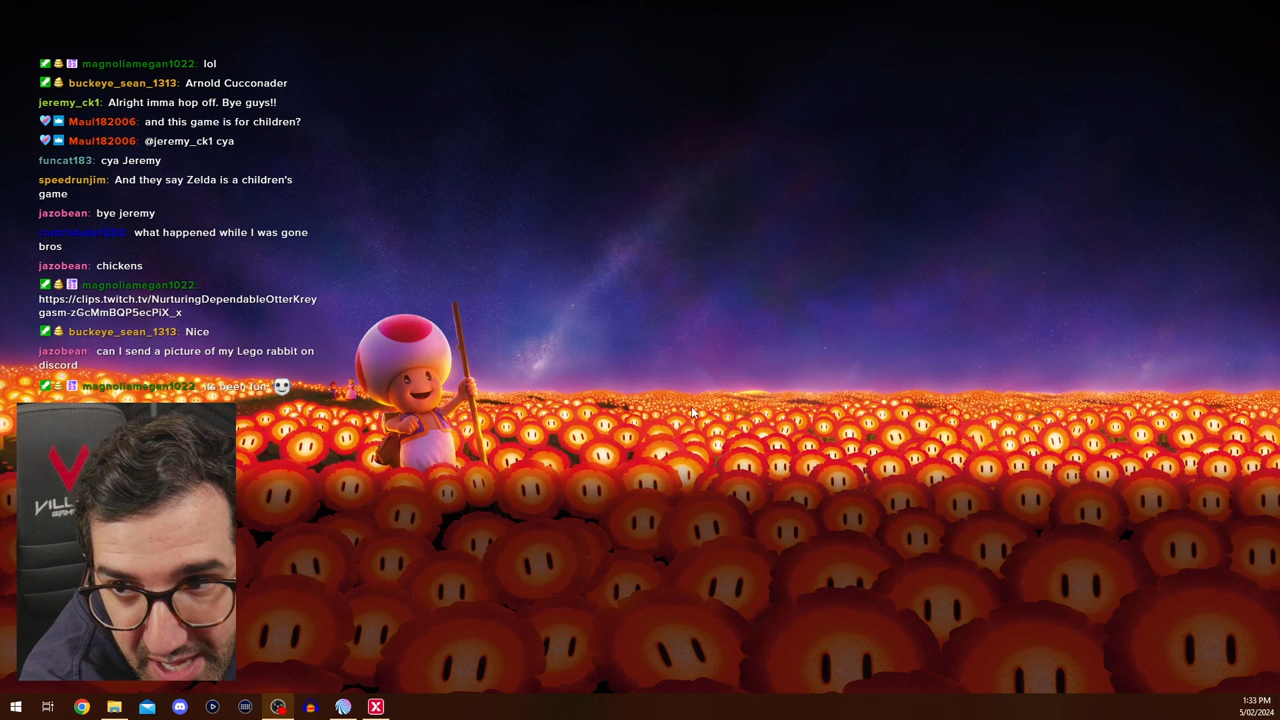 magnoliamegan1022: lol
buckeye_sean_1313: Arnold Cucconader
jeremy_ck1: Alright imma hop off. Bye guys!!
Maul182006: and this game is for children?
Maul182006: @jeremy_ck1 cya
funcat183: cya Jeremy
speedrunjim: And they say Zelda is a children's
game
jazobean: bye jeremy
what happened while I was gone
bros
jazobean: chickens
magnoliamegan1022:
https://clips.twitch.tv/NurturingDependableOtterKrey
gasm-zGcMmBQP5ecPiX_x
buckeye_sean_1313: Nice
jazobean: can I send a picture of my Lego rabbit on
discord
magnoliamegan1022: its been fun
1:33 PM
5/02/2024